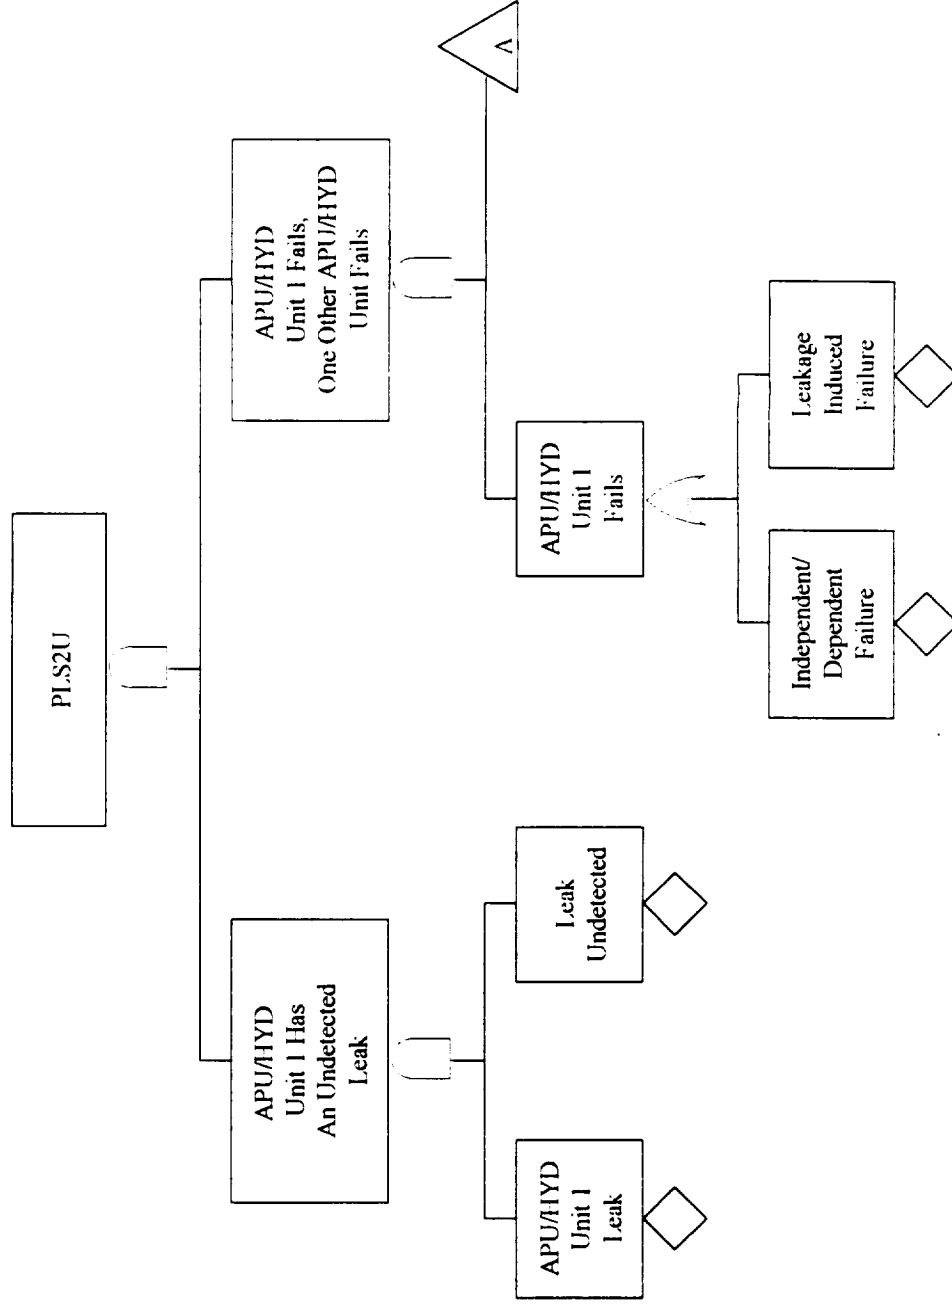 PLS2U
APU/HYD
Unit 1 Has
An Undetected
Leak
APU/HYD
Unit 1 Fails,
One Other APU/HYD
Unit Fails
APU/HYD
Unit 1
Leak
Leak
Undetected
APU/HYD
Unit 1
Fails
A
Independent/
Dependent
Failure
Leakage
Induced
Failure